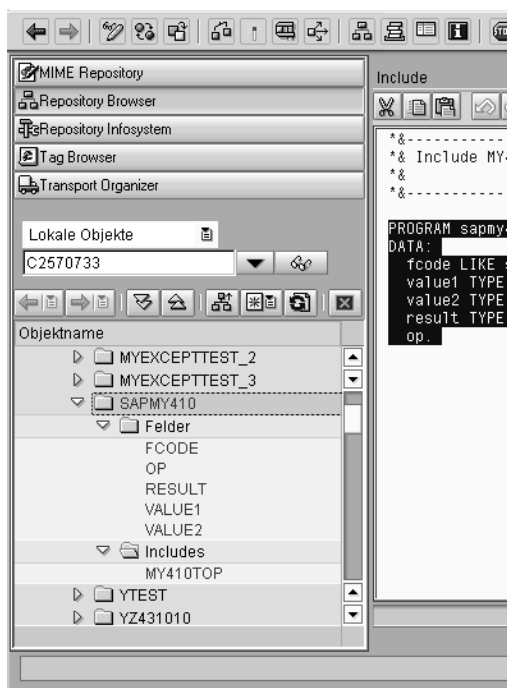 MIME Repository
Repository Browser
Repository Infosystem
Tag Browser
Transport Organizer
Lokale Objekte
C2570733
Objektname
MYEXCEPTTEST_2
MYEXCEPTTEST_3
SAPMY410
Felder
FCODE
OP
RESULT
VALUE1
VALUE2
Includes
MY410TOP
YTEST
YZ431010
Include
*&-----------
*& Include MY4
*&
*&-----------
PROGRAM sapmy4
DATA:
fcode LIKE s
value1 TYPE
value2 TYPE
result TYPE
op.